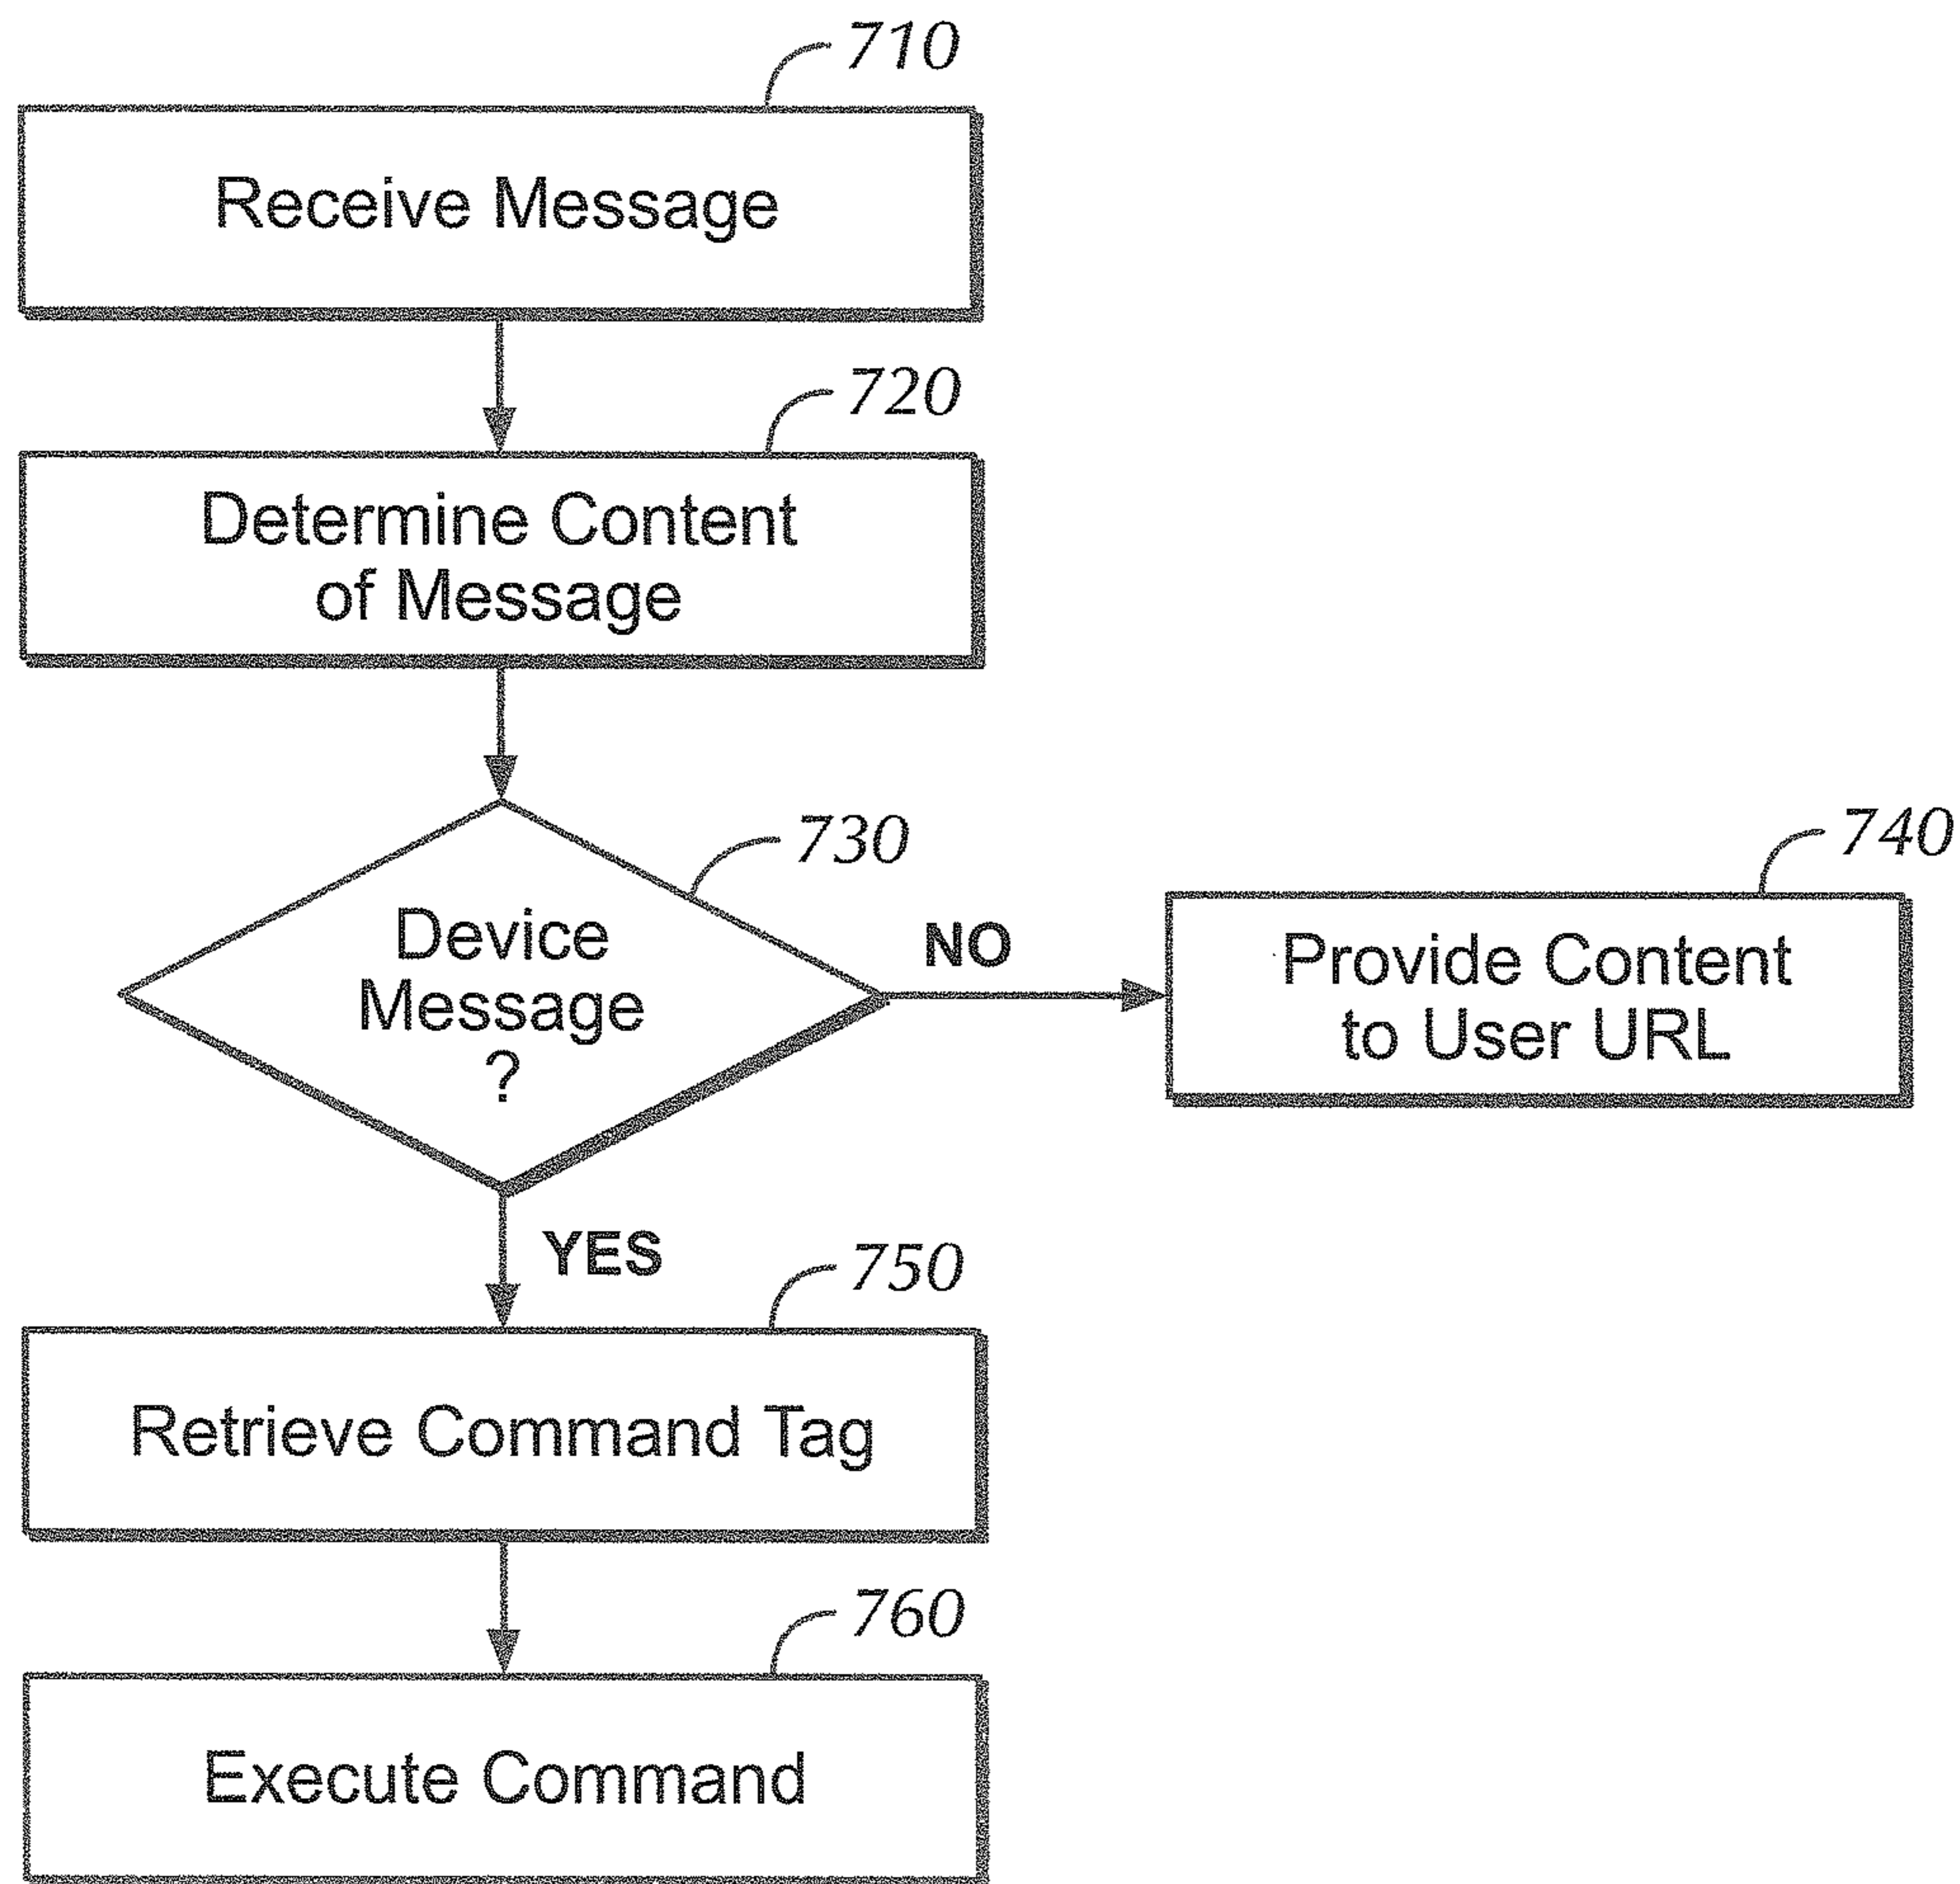 710
Receive Message
720
Determine Content
of Message
730
Device
Message
?
NO
740
Provide Content
to User URL
YES
750
Retrieve Command Tag
760
Execute Command